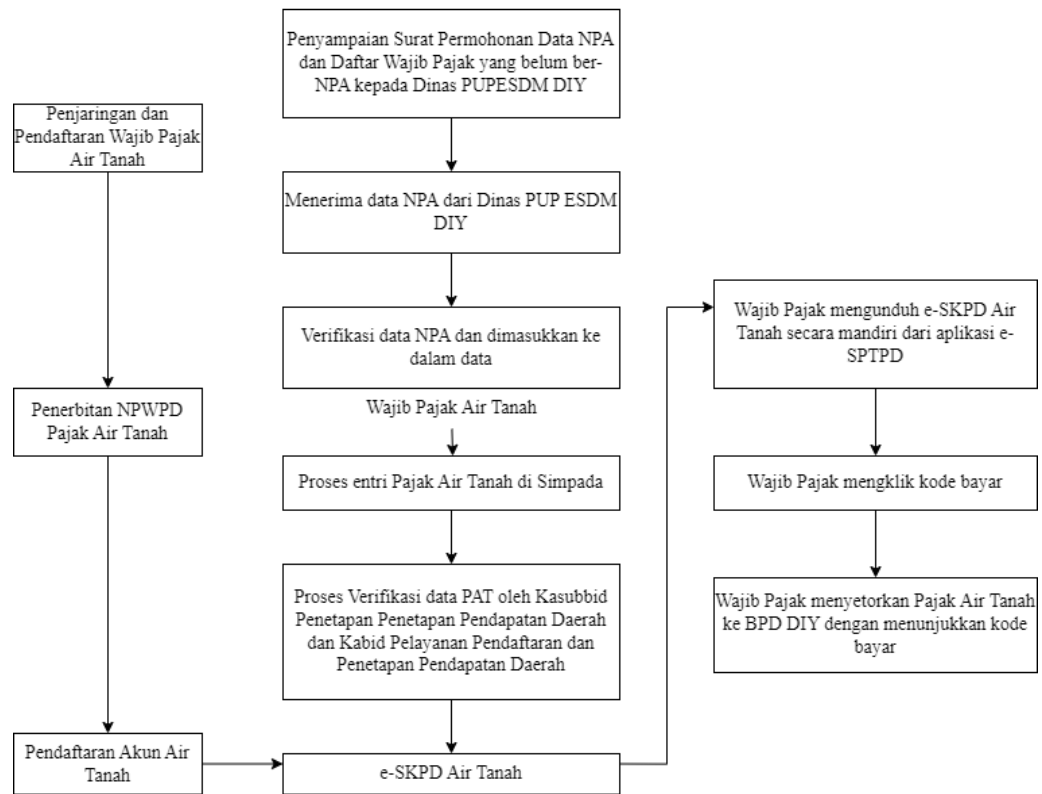 Penjaringan dan
Pendaftaran Wajib Pajak
Air Tanah
Penerbitan NPWPD
Pajak Air Tanah
Pendaftaran Akun Air
Tanah
Penyampaian Surat Permohonan Data NPA
dan Daftar Wajib Pajak yang belum ber-
NPA kepada Dinas PUPESDM DIY
Menerima data NPA dari Dinas PUP ESDM
DIY
Verifikasi data NPA dan dimasukkan ke
dalam data
Wajib Pajak Air Tanah
Proses entri Pajak Air Tanah di Simpada
Proses Verifikasi data PAT oleh Kasubbid
Penetapan Penetapan Pendapatan Daerah
dan Kabid Pelayanan Pendaftaran dan
Penetapan Pendapatan Daerah
e-SKPD Air Tanah
Wajib Pajak mengunduh e-SKPD Air
Tanah secara mandiri dari aplikasi e-
SPTPD
Wajib Pajak mengklik kode bayar
Wajib Pajak menyetorkan Pajak Air Tanah
ke BPD DIY dengan menunjukkan kode
bayar